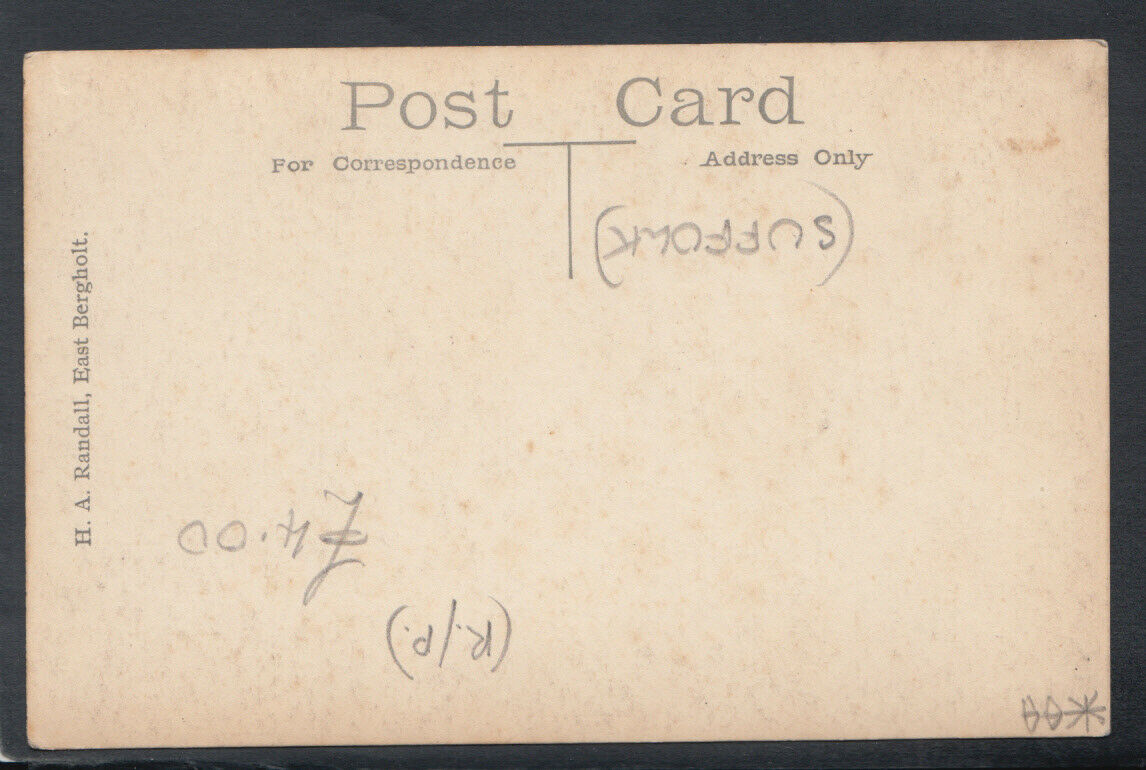 Post Card
For Correspondence
Address Only
(SUFFOLK)
H. A. Randall, East Bergholt.
£4.00
(R./P.)